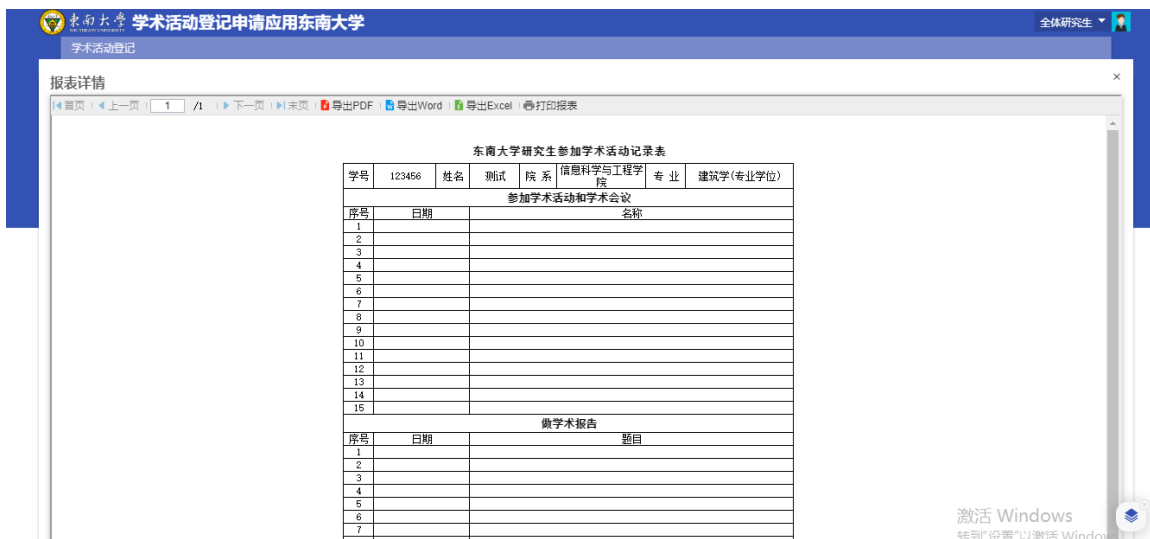 东南大学 学术活动登记申请应用东南大学 全体研究生
学术活动登记
报表详情 ×
首页 上一页 1 /1 下一页 末页 导出PDF 导出Word 导出Excel 打印报表
东南大学研究生参加学术活动记录表
学号 123456 姓名 测试 院 系 信息科学与工程学院 专 业 建筑学(专业学位)
参加学术活动和学术会议
序号 日期 名称
1
2
3
4
5
6
7
8
9
10
11
12
13
14
15
做学术报告
序号 日期 题目
1
2
3
4
5
6
7
激活 Windows
转到"设置"以激活 Window